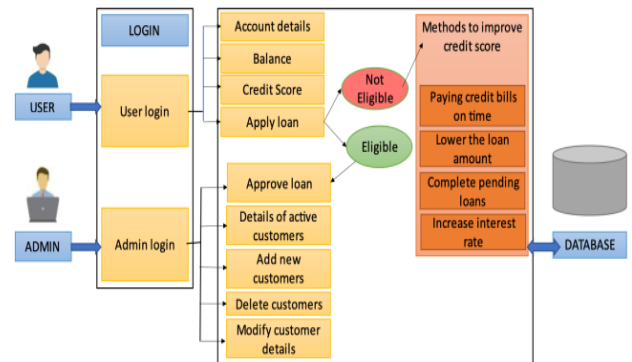 LOGIN
USER
User login
ADMIN
Admin login
Account details
Balance
Credit Score
Apply loan
Not
Eligible
Eligible
Approve loan
Details of active
customers
Add new
customers
Delete customers
Modify customer
details
Methods to improve
credit score
Paying credit bills
on time
Lower the loan
amount
Complete pending
loans
Increase interest
rate
DATABASE